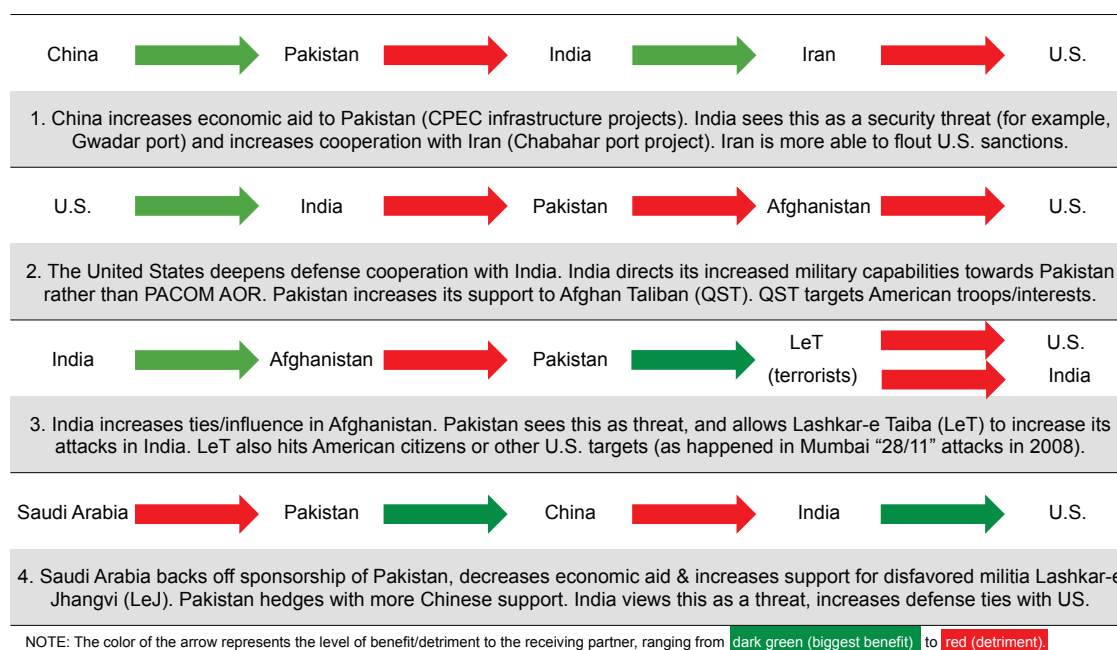 China Pakistan India Iran U.S.
1. China increases economic aid to Pakistan (CPEC infrastructure projects). India sees this as a security threat (for example,
Gwadar port) and increases cooperation with Iran (Chabahar port project). Iran is more able to flout U.S. sanctions.
U.S. India Pakistan Afghanistan U.S.
2. The United States deepens defense cooperation with India. India directs its increased military capabilities towards Pakistan
rather than PACOM AOR. Pakistan increases its support to Afghan Taliban (QST). QST targets American troops/interests.
India Afghanistan Pakistan LeT U.S.
(terrorists) India
3. India increases ties/influence in Afghanistan. Pakistan sees this as threat, and allows Lashkar-e Taiba (LeT) to increase its
attacks in India. LeT also hits American citizens or other U.S. targets (as happened in Mumbai “28/11” attacks in 2008).
Saudi Arabia Pakistan China India U.S.
4. Saudi Arabia backs off sponsorship of Pakistan, decreases economic aid & increases support for disfavored militia Lashkar-e
Jhangvi (LeJ). Pakistan hedges with more Chinese support. India views this as a threat, increases defense ties with US.
NOTE: The color of the arrow represents the level of benefit/detriment to the receiving partner, ranging from dark green (biggest benefit) to red (detriment).